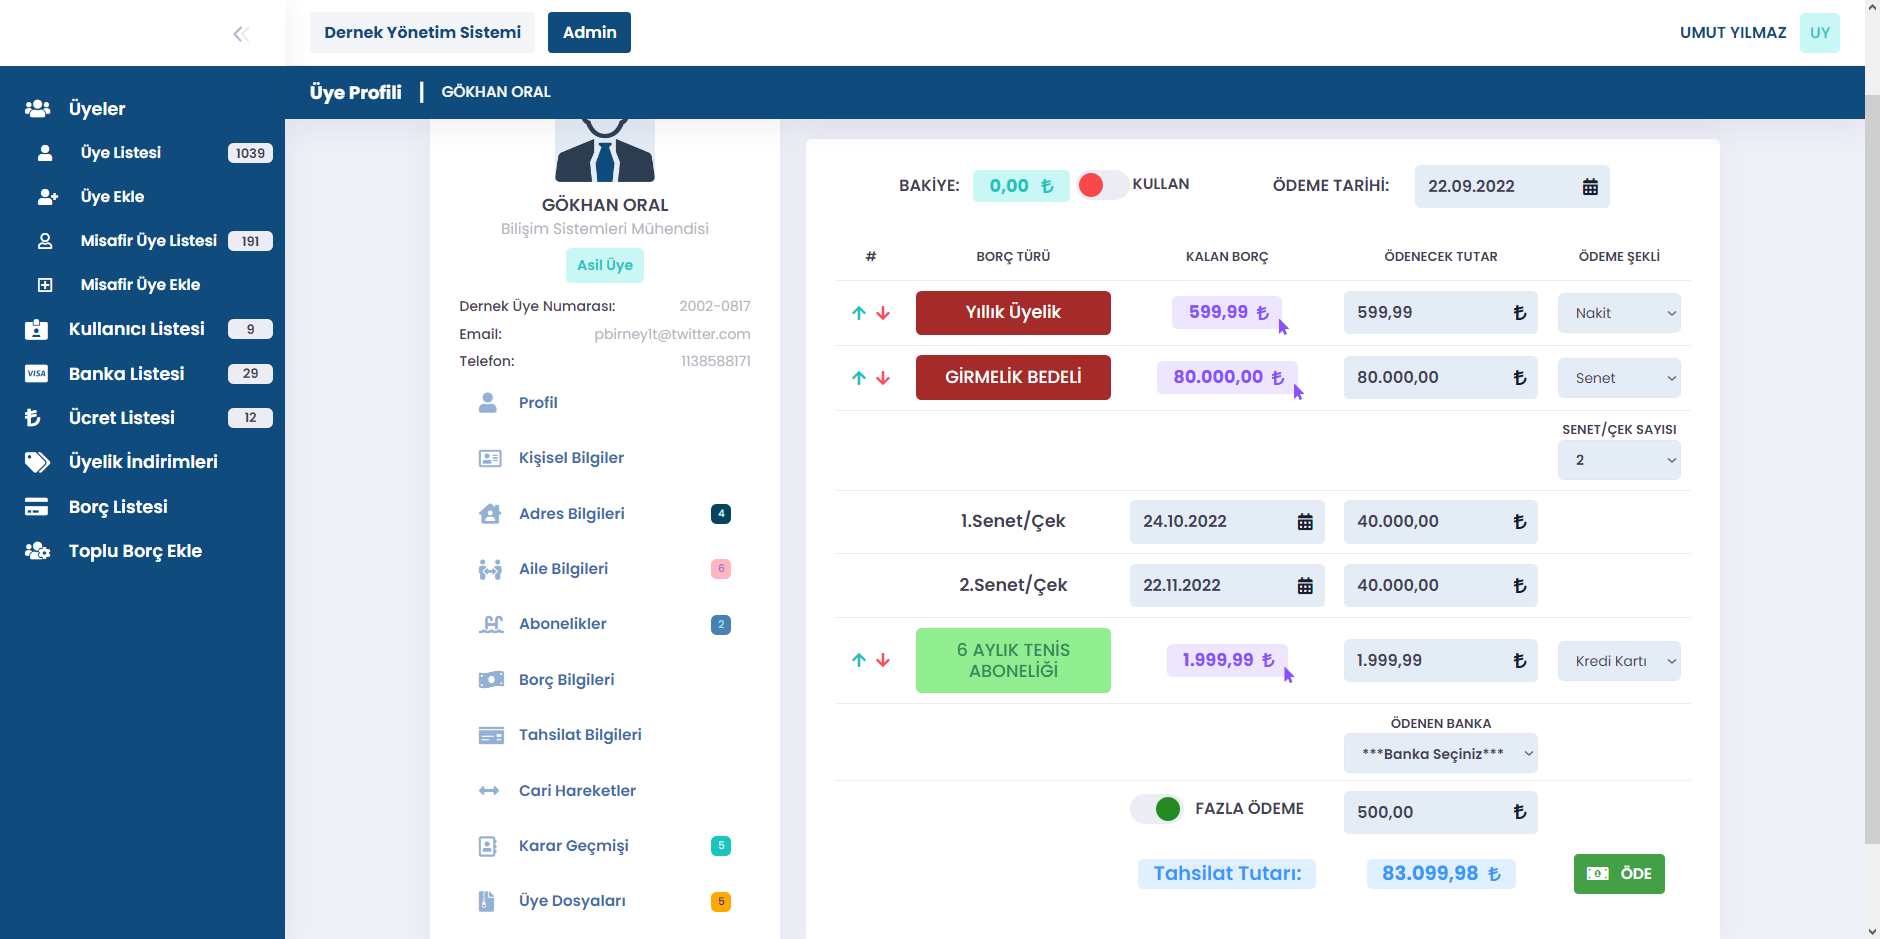 Dernek Yönetim Sistemi
Admin
UMUT YILMAZ
UY
Üye Profili
GÖKHAN ORAL
Üyeler
Üye Listesi
1039
Üye Ekle
Misafir Üye Listesi
191
Misafir Üye Ekle
Kullanıcı Listesi
9
VISA
Banka Listesi
29
Ücret Listesi
12
Üyelik İndirimleri
Borç Listesi
Toplu Borç Ekle
GÖKHAN ORAL
Bilişim Sistemleri Mühendisi
Asil Üye
Dernek Üye Numarası: 2002-0817
Email: pbirney1t@twitter.com
Telefon: 1138588171
Profil
Kişisel Bilgiler
Adres Bilgileri 4
Aile Bilgileri 6
Abonelikler 2
Borç Bilgileri
Tahsilat Bilgileri
Cari Hareketler
Karar Geçmişi 5
Üye Dosyaları 5
BAKİYE: 0,00 ₺ KULLAN ÖDEME TARİHİ: 22.09.2022
# BORÇ TÜRÜ KALAN BORÇ ÖDENECEK TUTAR ÖDEME ŞEKLİ
Yıllık Üyelik 599,99 ₺ 599,99 ₺ Nakit
GİRMELİK BEDELİ 80.000,00 ₺ 80.000,00 ₺ Senet
SENET/ÇEK SAYISI
2
1.Senet/Çek 24.10.2022 40.000,00 ₺
2.Senet/Çek 22.11.2022 40.000,00 ₺
6 AYLIK TENİS
ABONELİĞİ
1.999,99 ₺ 1.999,99 ₺ Kredi Kartı
ÖDENEN BANKA
***Banka Seçiniz***
FAZLA ÖDEME 500,00 ₺
Tahsilat Tutarı: 83.099,98 ₺ ÖDE